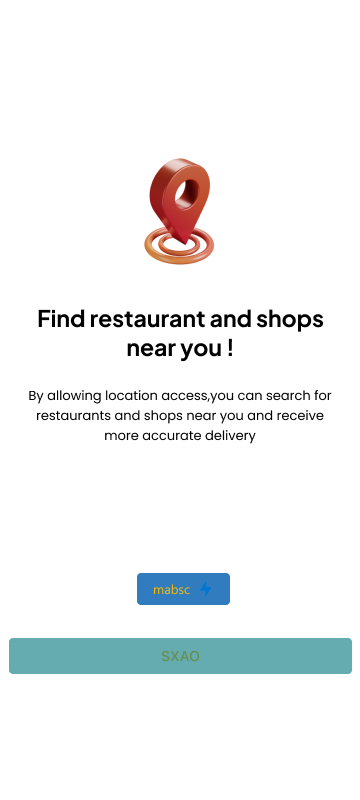 Find restaurant and shops
near you !
By allowing location access,you can search for
restaurants and shops near you and receive
more accurate delivery
mabsc
SXAO